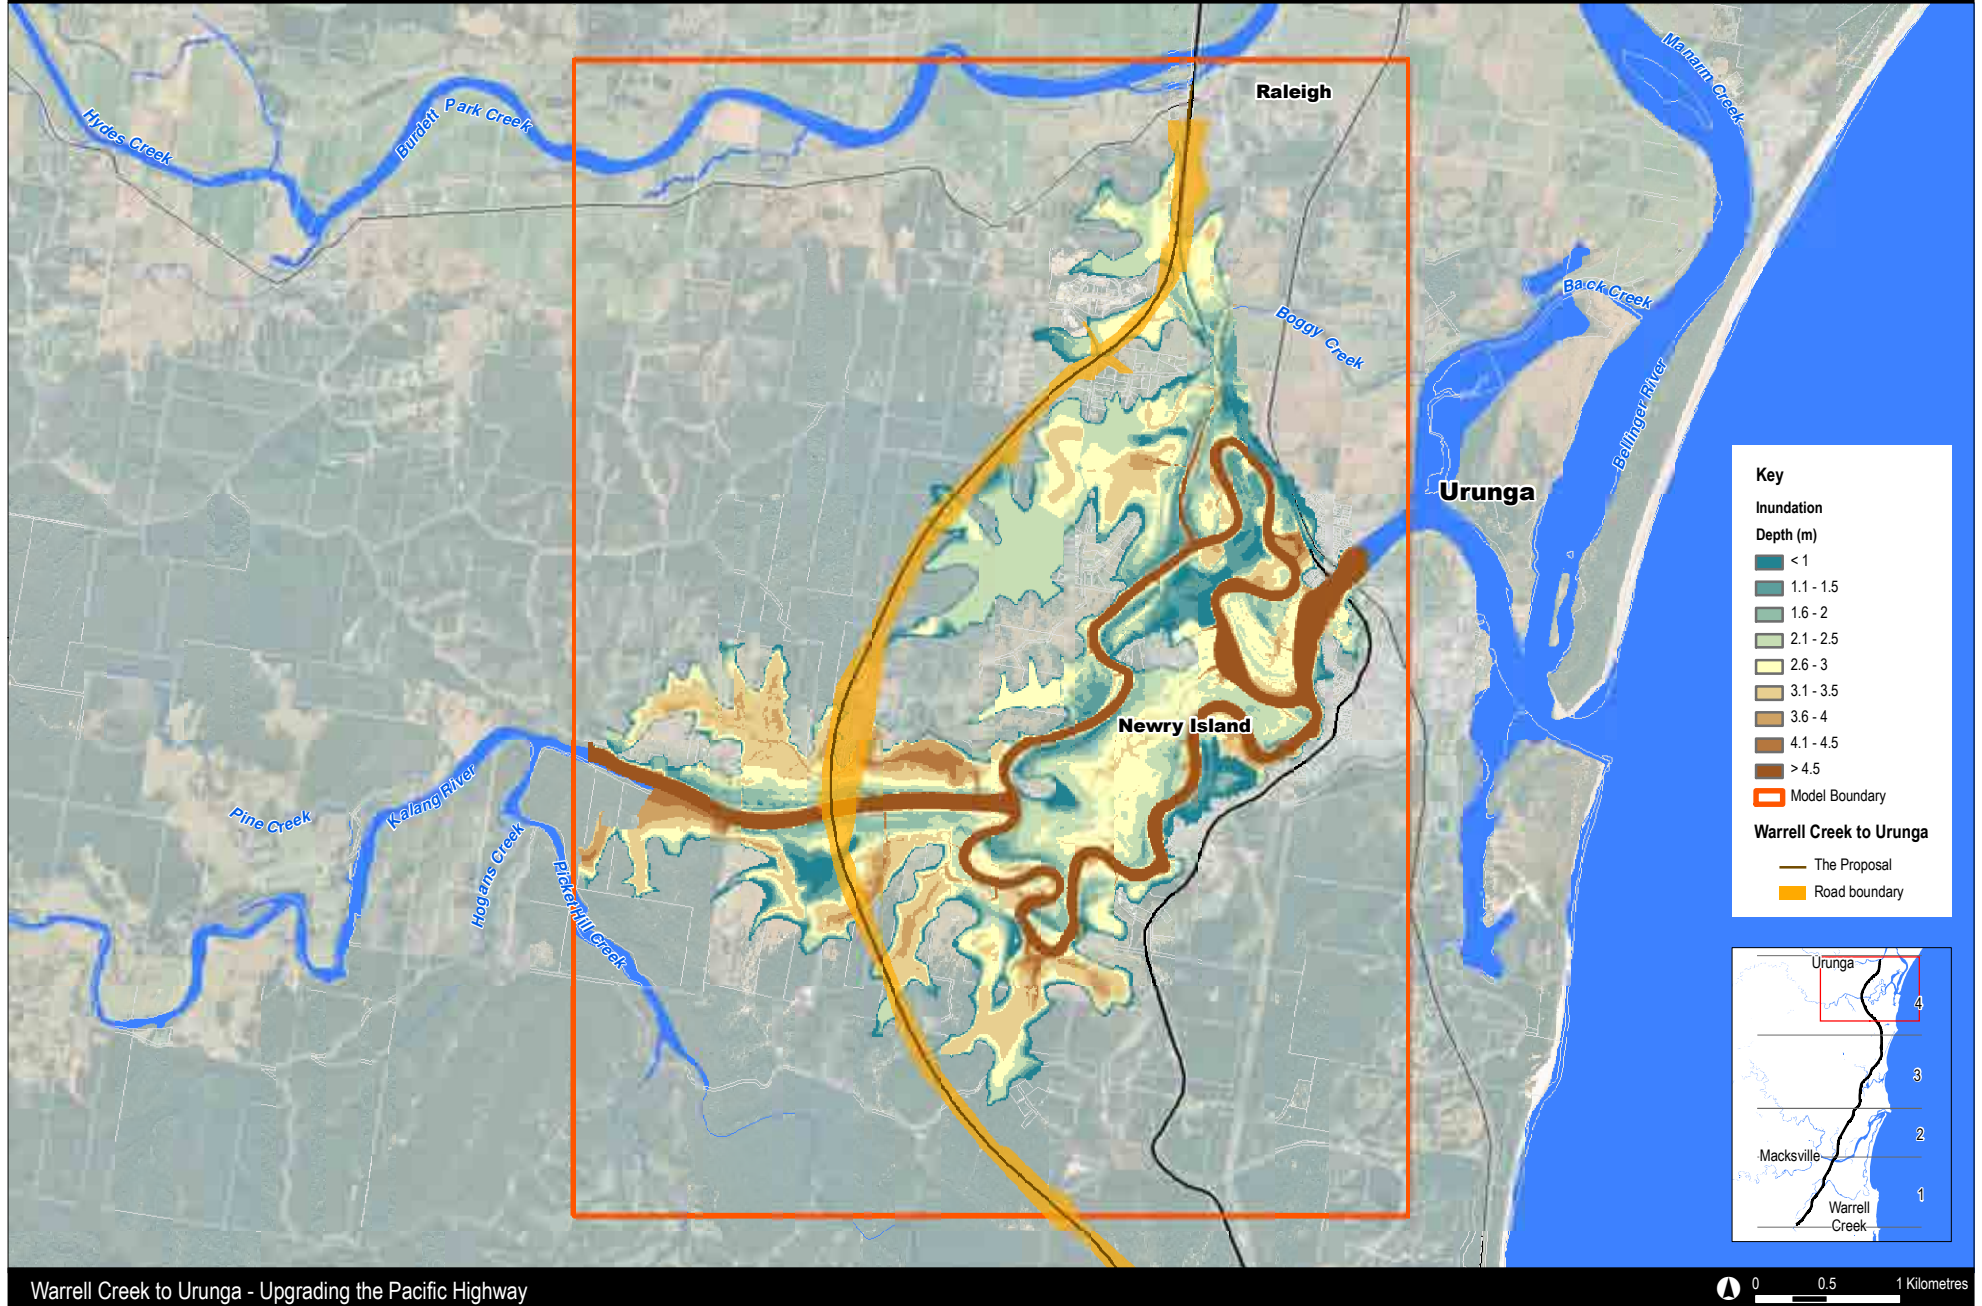 Raleigh
Manarm Creek
Hydes Creek
Burdett Park Creek
Back Creek
Boggy Creek
Bellinger River
Urunga
Newry Island
Kalang River
Pine Creek
Hogans Creek
Picket Hill Creek
Key
Inundation
Depth (m)
< 1
1.1 - 1.5
1.6 - 2
2.1 - 2.5
2.6 - 3
3.1 - 3.5
3.6 - 4
4.1 - 4.5
> 4.5
Model Boundary
Warrell Creek to Urunga
The Proposal
Road boundary
Urunga
4
3
2
Macksville
1
Warrell
Creek
Warrell Creek to Urunga - Upgrading the Pacific Highway
0 0.5 1 Kilometres